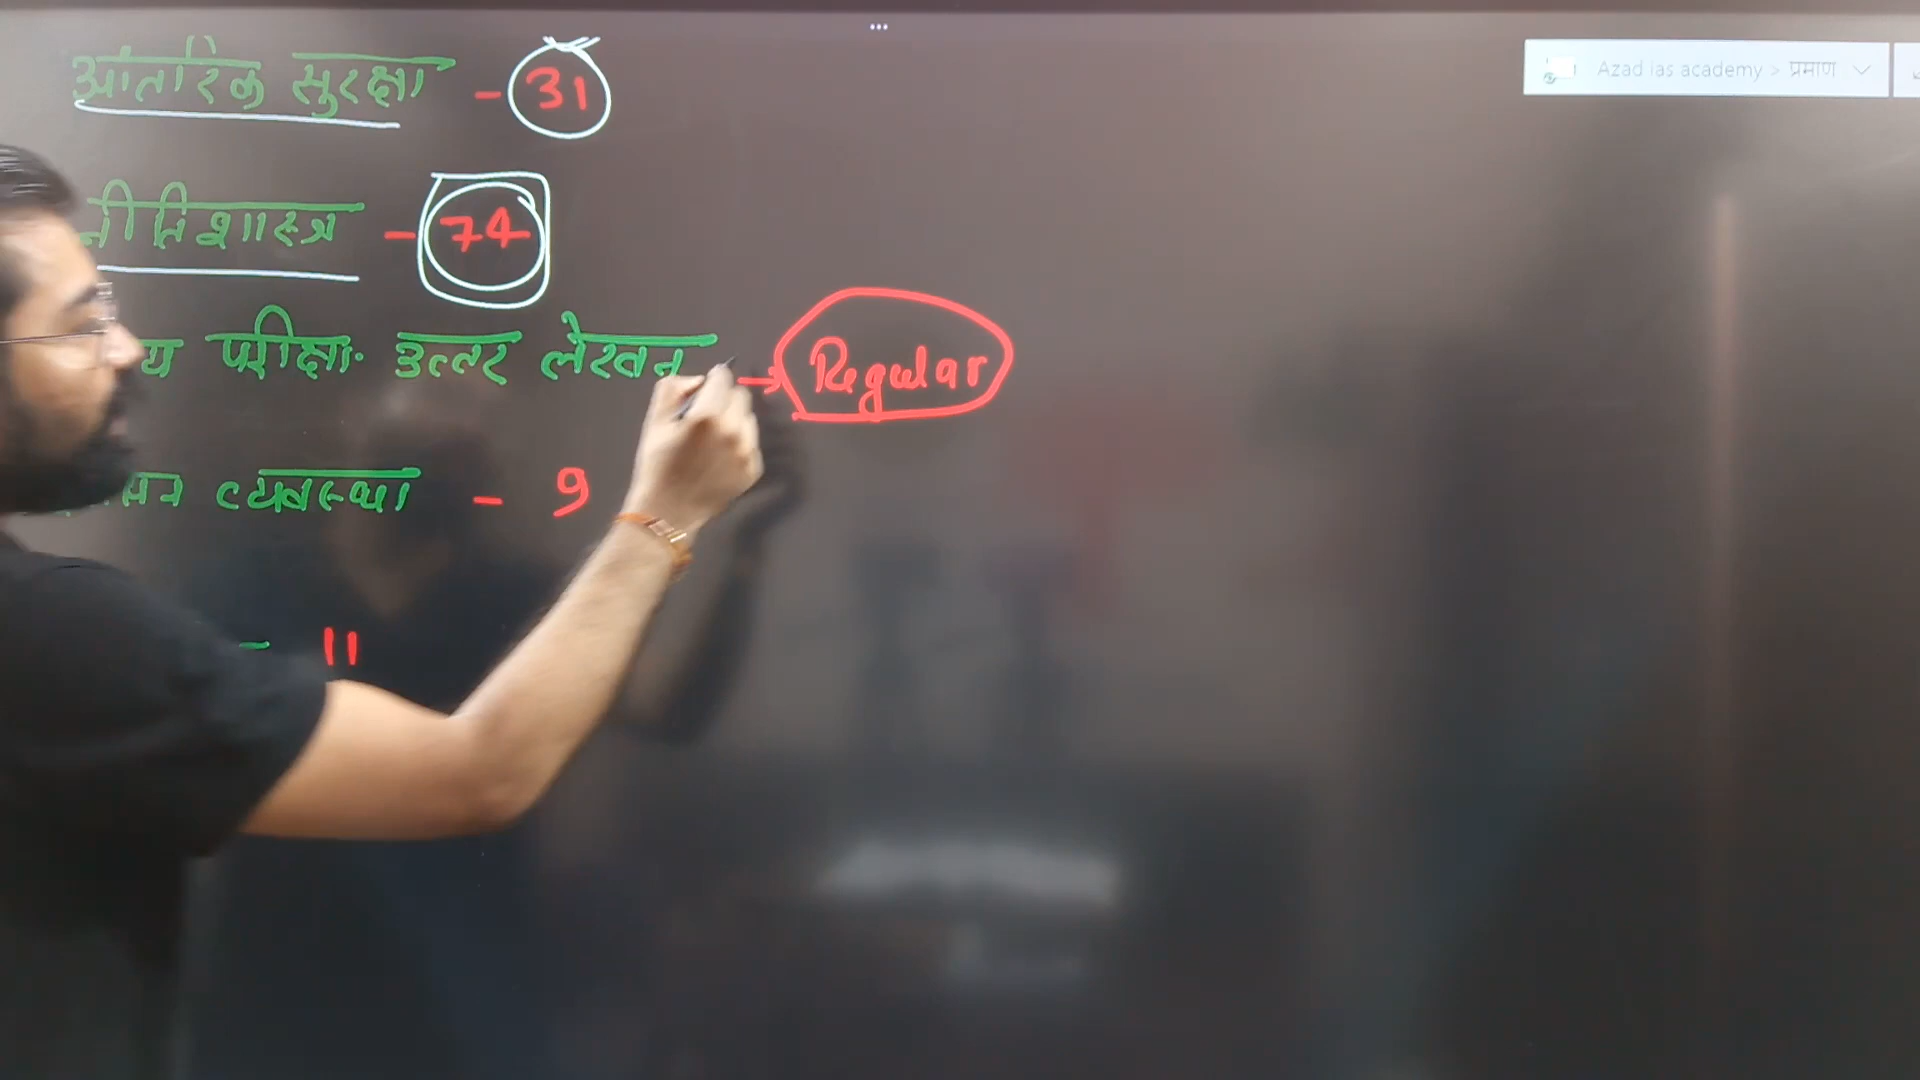 Azad ias academy > प्रमाण
आंतरिक सुरक्षा - 31
नीतिशास्त्र - 74
परीक्षा उत्तर लेखन → Regular
व्यवस्था - 9
- 11